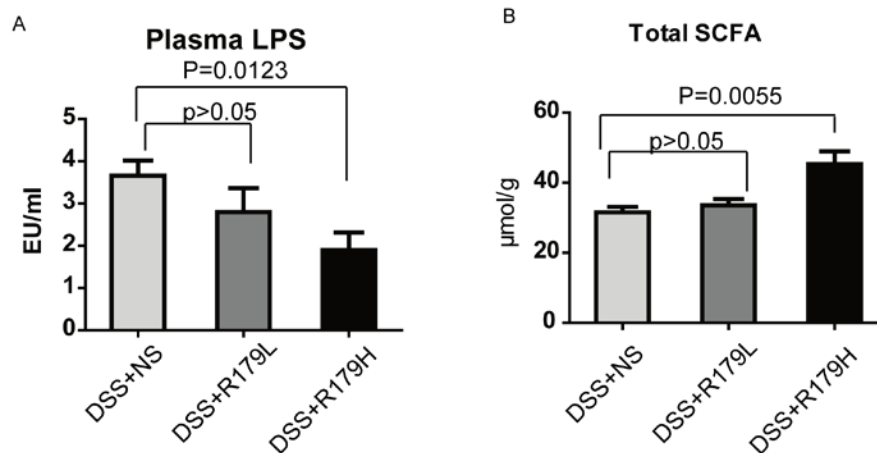 A
Plasma LPS
P=0.0123
p>0.05
5
4
3
2
1
0
EU/ml
DSS+NS
DSS+R179L
DSS+R179H
B
Total SCFA
P=0.0055
p>0.05
60
40
20
0
µmol/g
DSS+NS
DSS+R179L
DSS+R179H